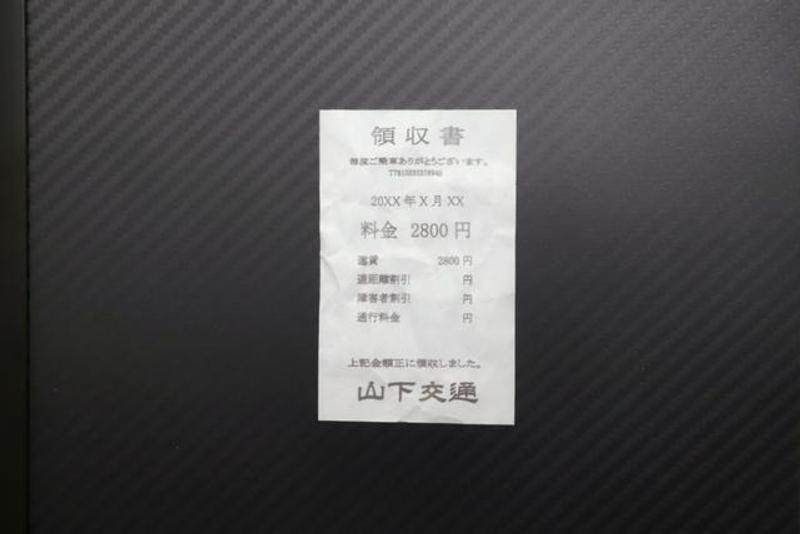 領収書
毎度ご乗車ありがとうございます。
20XX年X月XX
料金 2800円
運賃 2800円
遠距離割引 円
障害者割引 円
通行料金 円
上記金額正に領収しました。
山下交通